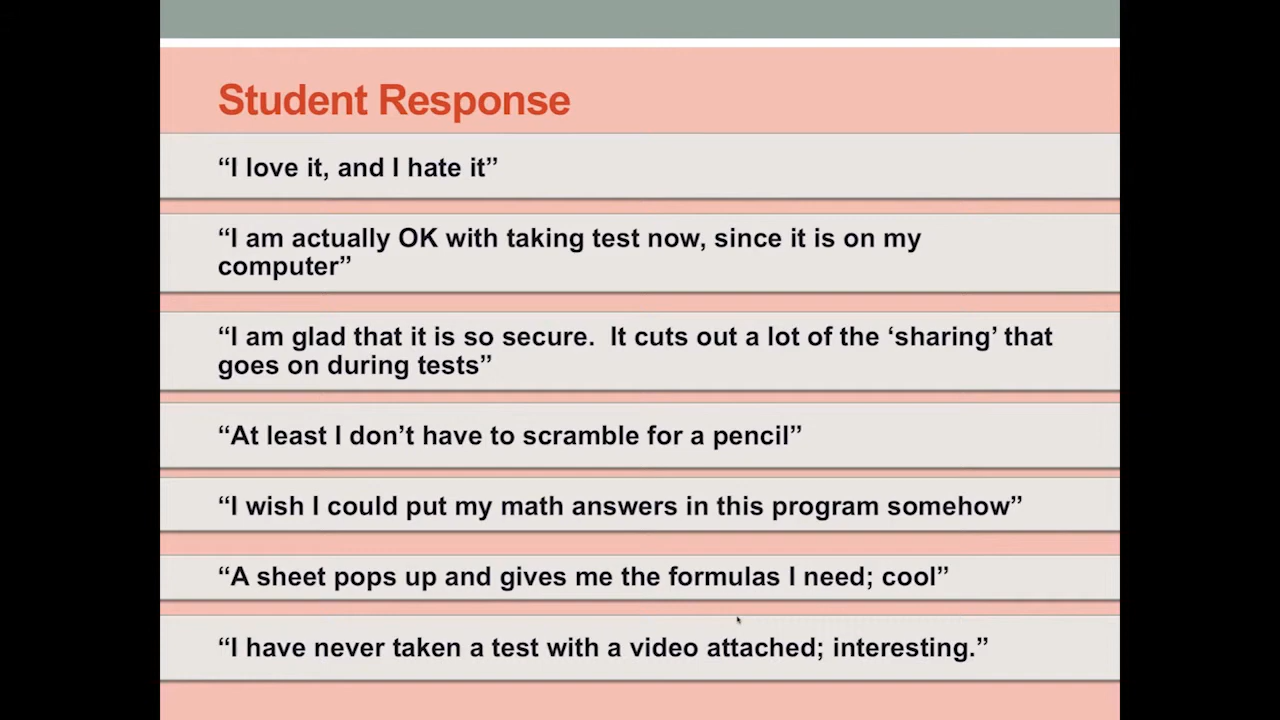 Student Response
“I love it, and I hate it”
“I am actually OK with taking test now, since it is on my
computer”
“I am glad that it is so secure.  It cuts out a lot of the ‘sharing’ that
goes on during tests”
“At least I don’t have to scramble for a pencil”
“I wish I could put my math answers in this program somehow”
“A sheet pops up and gives me the formulas I need; cool”
“I have never taken a test with a video attached; interesting.”